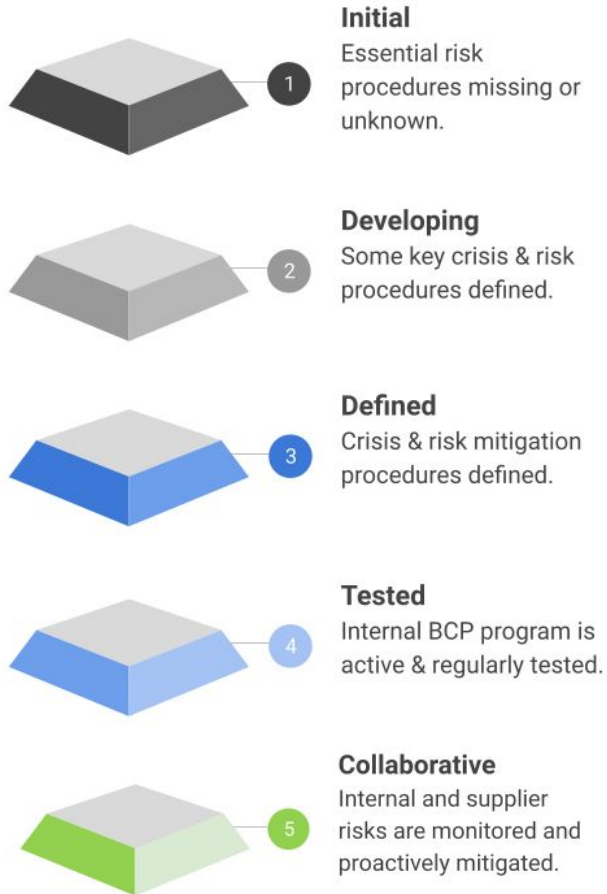 Initial
Essential risk
procedures missing or
unknown.
1
Developing
Some key crisis & risk
procedures defined.
2
Defined
Crisis & risk mitigation
procedures defined.
3
Tested
Internal BCP program is
active & regularly tested.
4
Collaborative
Internal and supplier
risks are monitored and
proactively mitigated.
5